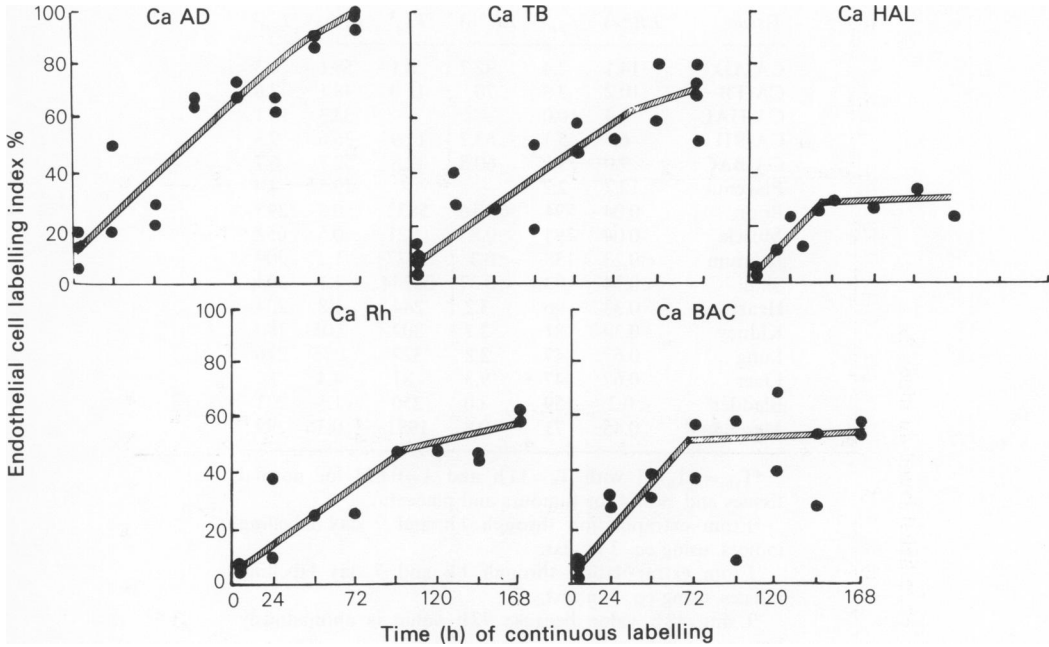 Ca AD
Ca TB
Ca HAL
100
80
60
40
20
0
Ca Rh
Ca BAC
100
80
60
40
20
0
0 24 72 120 168
0 24 72 120 168
Endothelial cell labelling index %
Time (h) of continuous labelling